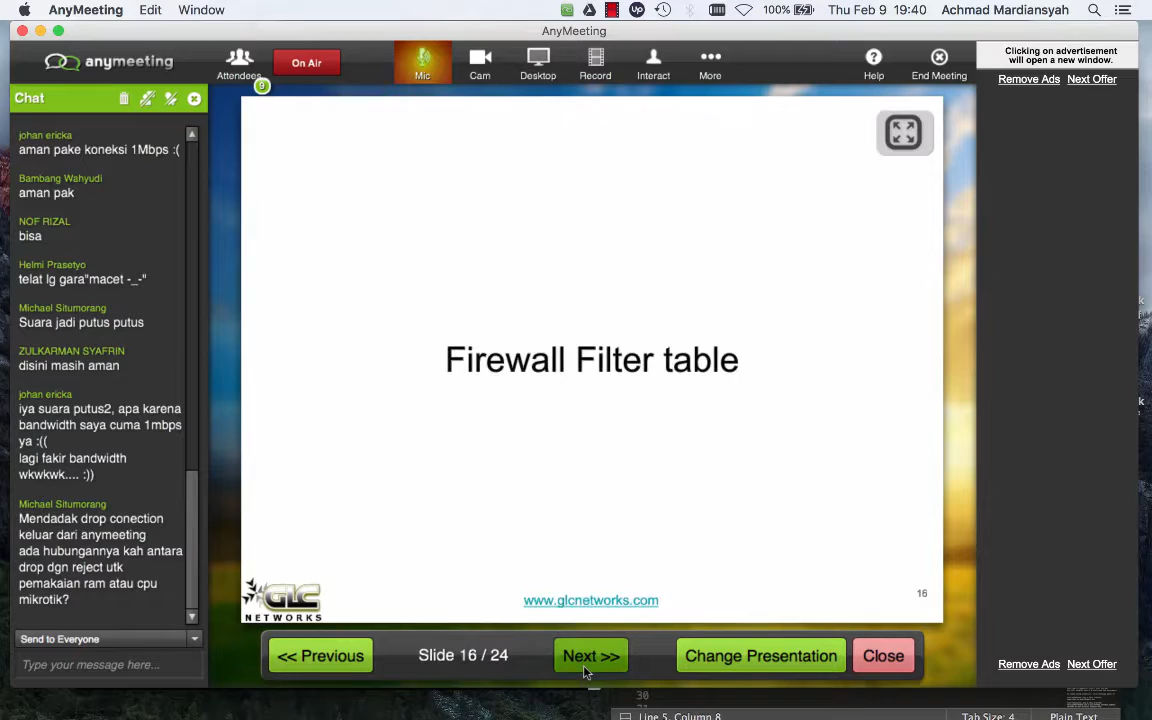 AnyMeeting Edit Window
100% Thu Feb 9 19:40 Achmad Mardiansyah
AnyMeeting
anymeeting
Attendees
9
On Air
Mic
Cam
Desktop
Record
Interact
More
Help
End Meeting
Clicking on advertisement
will open a new window.
Remove Ads Next Offer
Chat
johan ericka
aman pake koneksi 1Mbps :(
Bambang Wahyudi
aman pak
NOF RIZAL
bisa
Helmi Prasetyo
telat lg gara"macet -_-"
Michael Situmorang
Suara jadi putus putus
ZULKARMAN SYAFRIN
disini masih aman
johan ericka
iya suara putus2, apa karena
bandwidth saya cuma 1mbps
ya :((
lagi fakir bandwidth
wkwkwk.... :))
Michael Situmorang
Mendadak drop conection
keluar dari anymeeting
ada hubungannya kah antara
drop dgn reject utk
pemakaian ram atau cpu
mikrotik?
Send to Everyone
Type your message here...
Firewall Filter table
GLC
NETWORKS
www.glcnetworks.com
16
<< Previous
Slide 16 / 24
Next >>
Change Presentation
Close
Remove Ads Next Offer
30
Line 5, Column 8
Tab Size: 4
Plain Text